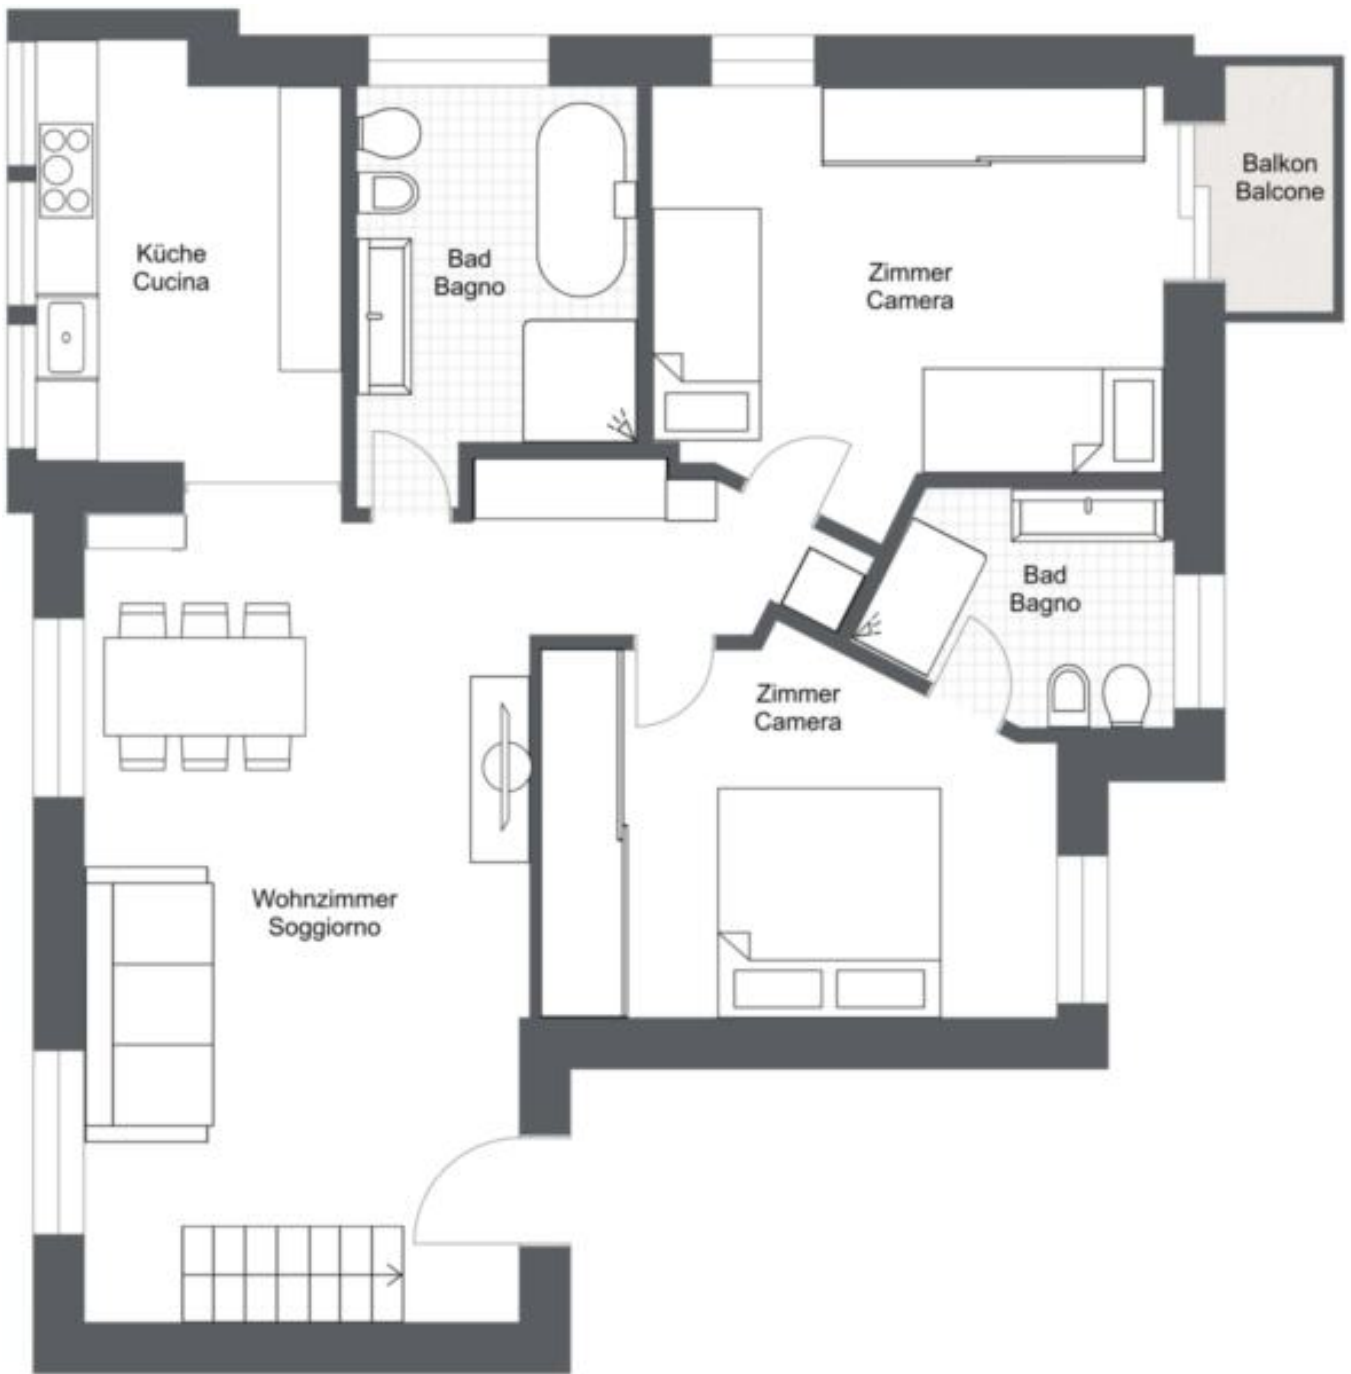 Küche
Cucina
Bad
Bagno
Zimmer
Camera
Balkon
Balcone
Bad
Bagno
Zimmer
Camera
Wohnzimmer
Soggiorno